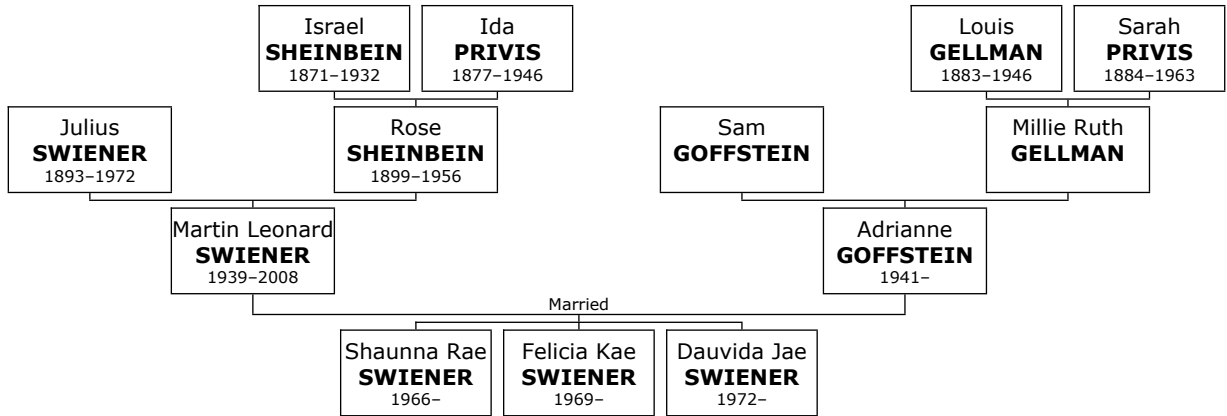 Israel
SHEINBEIN
1871–1932
Ida
PRIVIS
1877–1946
Louis
GELLMAN
1883–1946
Sarah
PRIVIS
1884–1963
Julius
SWIENER
1893–1972
Rose
SHEINBEIN
1899–1956
Sam
GOFFSTEIN
Millie Ruth
GELLMAN
Martin Leonard
SWIENER
1939–2008
Adrianne
GOFFSTEIN
1941–
Married
Shaunna Rae
SWIENER
1966–
Felicia Kae
SWIENER
1969–
Dauvida Jae
SWIENER
1972–